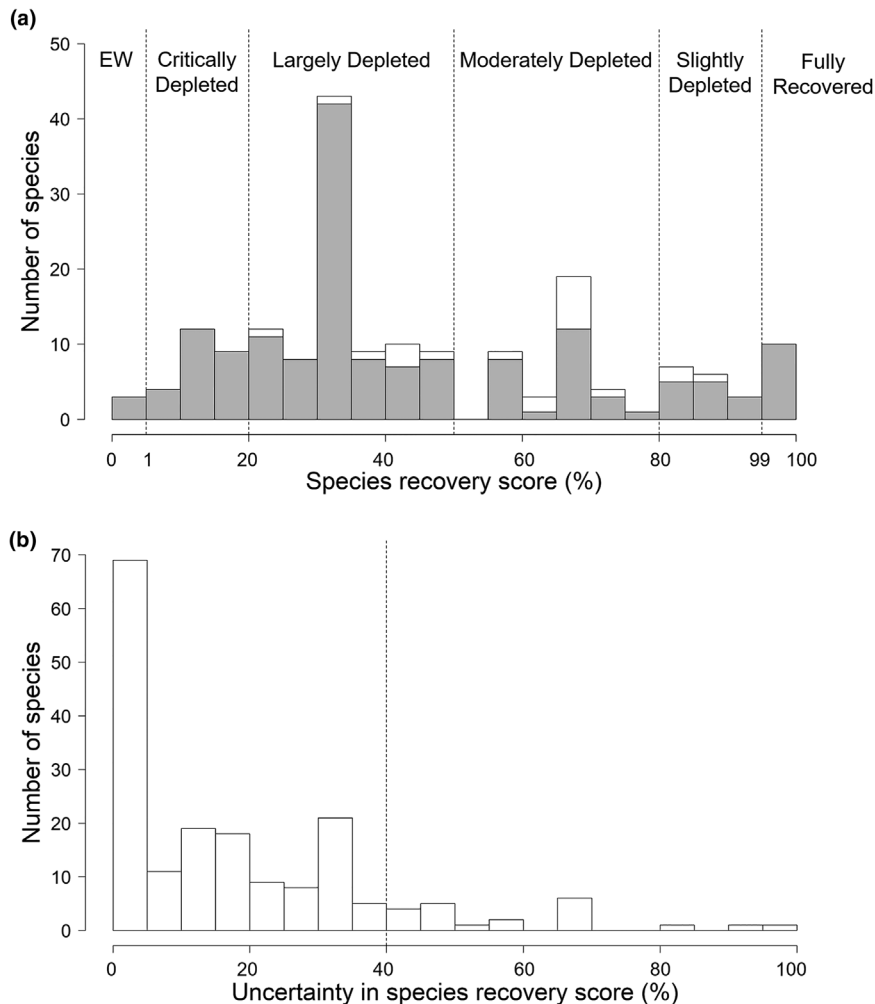 (a)
EW Critically Depleted Largely Depleted Moderately Depleted Slightly Depleted Fully Recovered
Number of species
50
40
30
20
10
0
0 1 20 40 60 80 99 100
Species recovery score (%)
(b)
Number of species
70
60
50
40
30
20
10
0
0 20 40 60 80 100
Uncertainty in species recovery score (%)